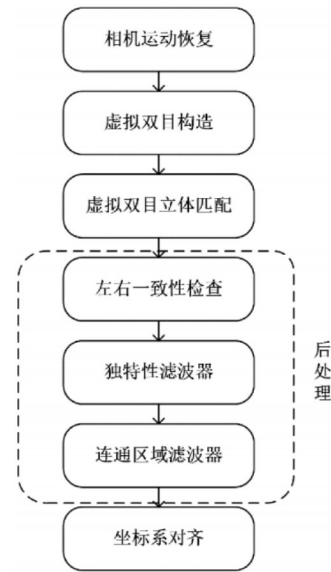 相机运动恢复
虚拟双目构造
虚拟双目立体匹配
左右一致性检查
独特性滤波器
连通区域滤波器
后处理
坐标系对齐